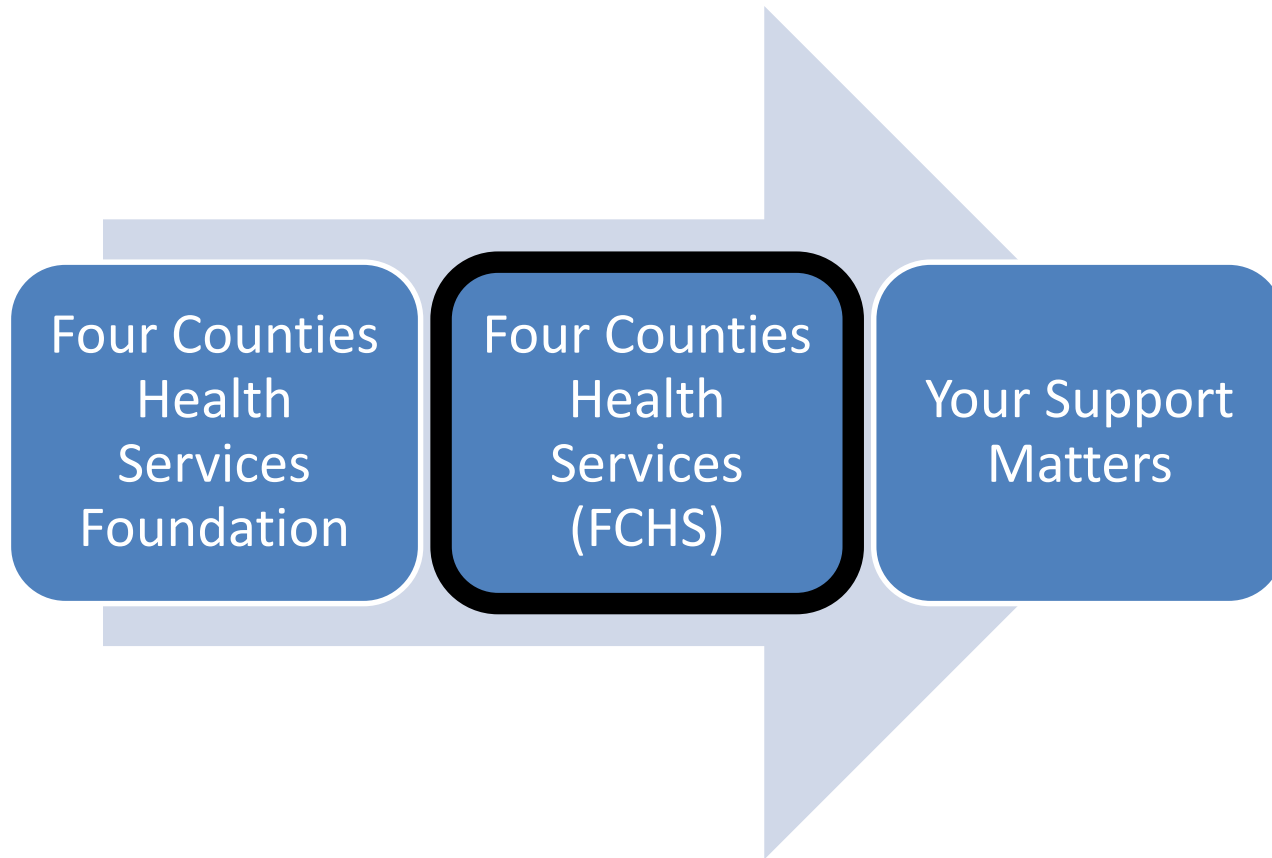 Four Counties
Health
Services
Foundation
Four Counties
Health
Services
(FCHS)
Your Support
Matters